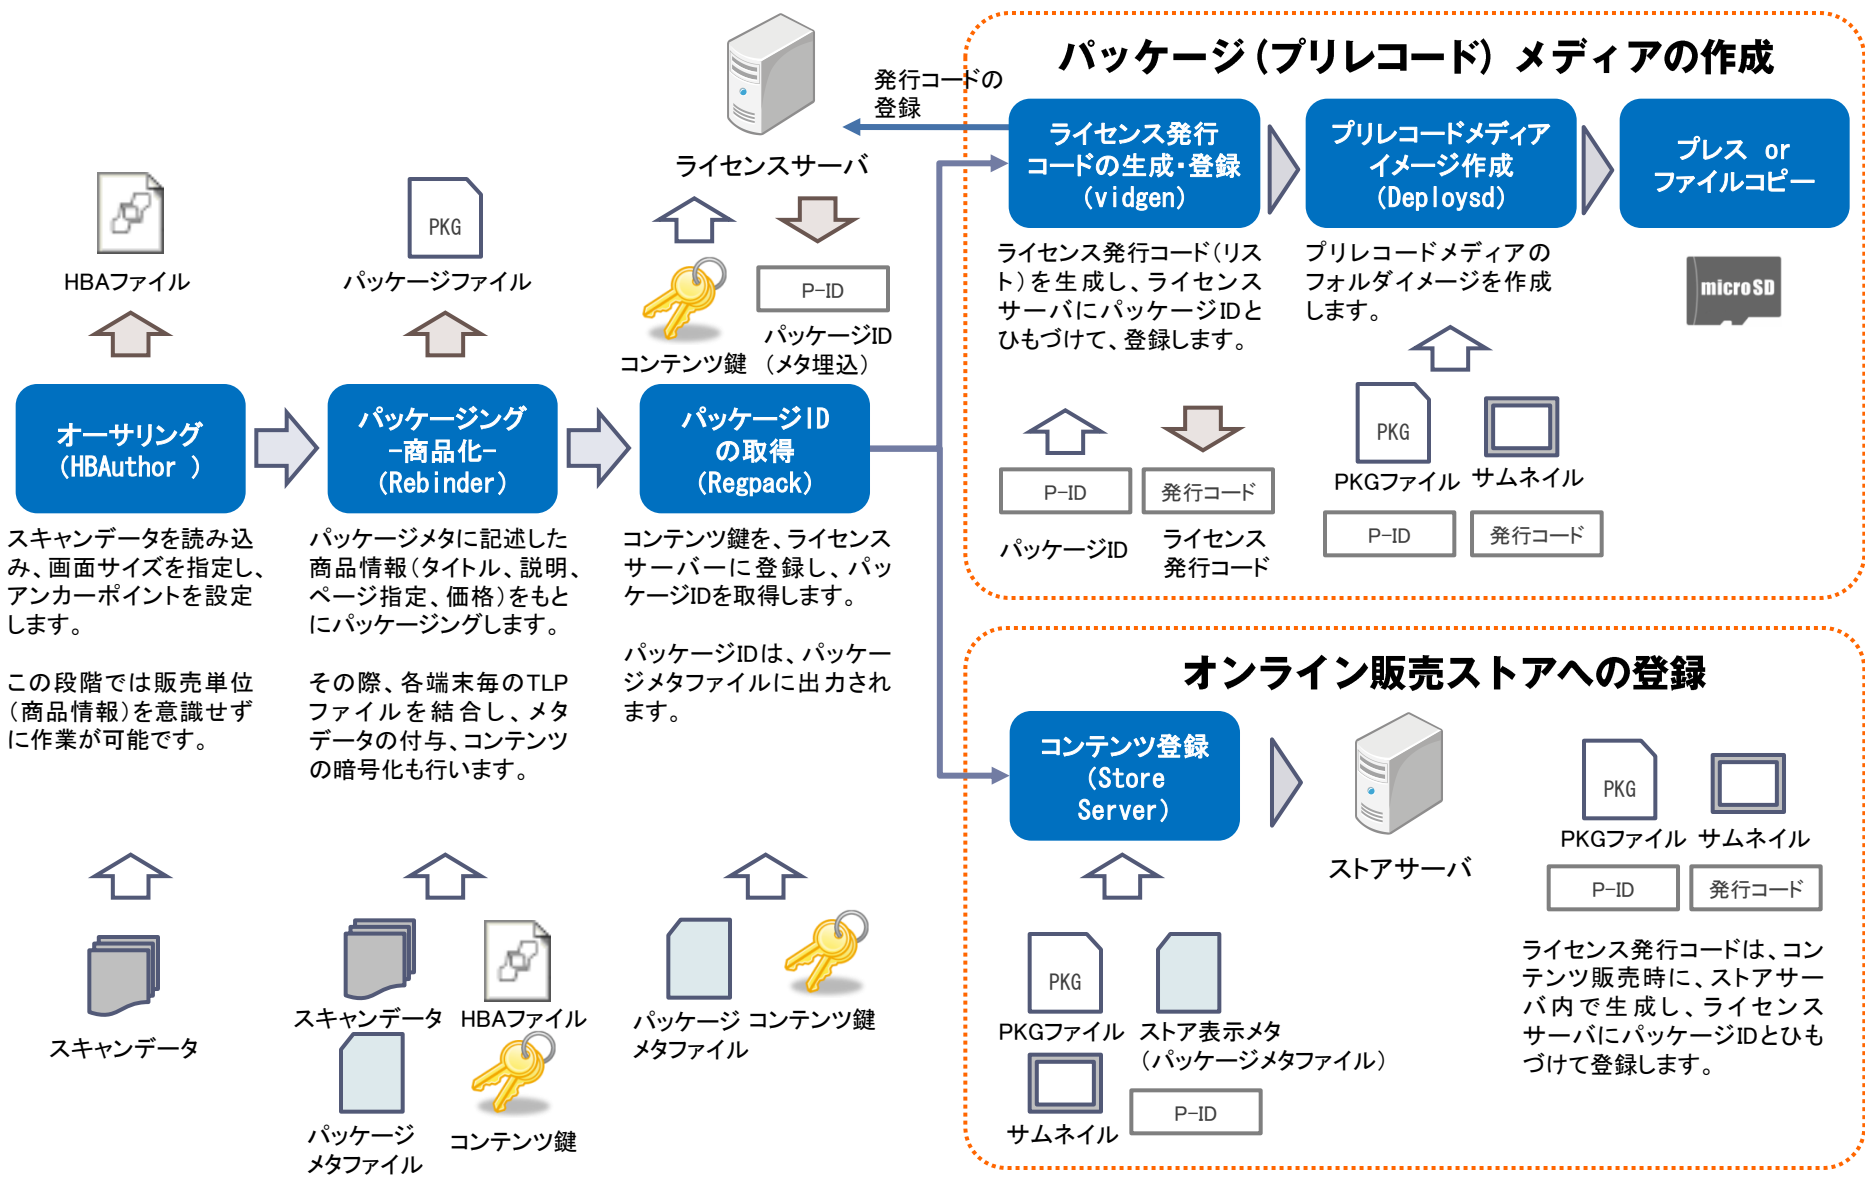 ライセンスサーバ
発行コードの
登録
HBAファイル
PKG
パッケージファイル
コンテンツ鍵
P-ID
パッケージID
（メタ埋込）
オーサリング
（HBAuthor ）
スキャンデータを読み込
み、画面サイズを指定し、
アンカーポイントを設定
します。
この段階では販売単位
（商品情報）を意識せず
に作業が可能です。
スキャンデータ
パッケージング
-商品化-
（Rebinder）
パッケージメタに記述した
商品情報（タイトル、説明、
ページ指定、価格）をもと
にパッケージングします。
その際、各端末毎のTLP
ファイルを結合し、メタ
データの付与、コンテンツ
の暗号化も行います。
スキャンデータ
HBAファイル
パッケージ
メタファイル
コンテンツ鍵
パッケージID
の取得
（Regpack）
コンテンツ鍵を、ライセンス
サーバーに登録し、パッ
ケージIDを取得します。
パッケージIDは、パッケー
ジメタファイルに出力され
ます。
パッケージ
メタファイル
コンテンツ鍵
パッケージ（プリレコード）メディアの作成
ライセンス発行
コードの生成・登録
（vidgen）
ライセンス発行コード（リス
ト）を生成し、ライセンス
サーバにパッケージIDと
ひもづけて、登録します。
P-ID
パッケージID
発行コード
ライセンス
発行コード
プリレコードメディア
イメージ作成
（Deploysd）
プリレコードメディアの
フォルダイメージを作成
します。
PKG
PKGファイル
サムネイル
P-ID
発行コード
プレス or
ファイルコピー
microSD
オンライン販売ストアへの登録
コンテンツ登録
（Store
Server）
PKG
PKGファイル
ストア表示メタ
（パッケージメタファイル）
サムネイル
P-ID
ストアサーバ
PKG
PKGファイル
サムネイル
P-ID
発行コード
ライセンス発行コードは、コン
テンツ販売時に、ストアサー
バ内で生成し、ライセンス
サーバにパッケージIDとひも
づけて登録します。